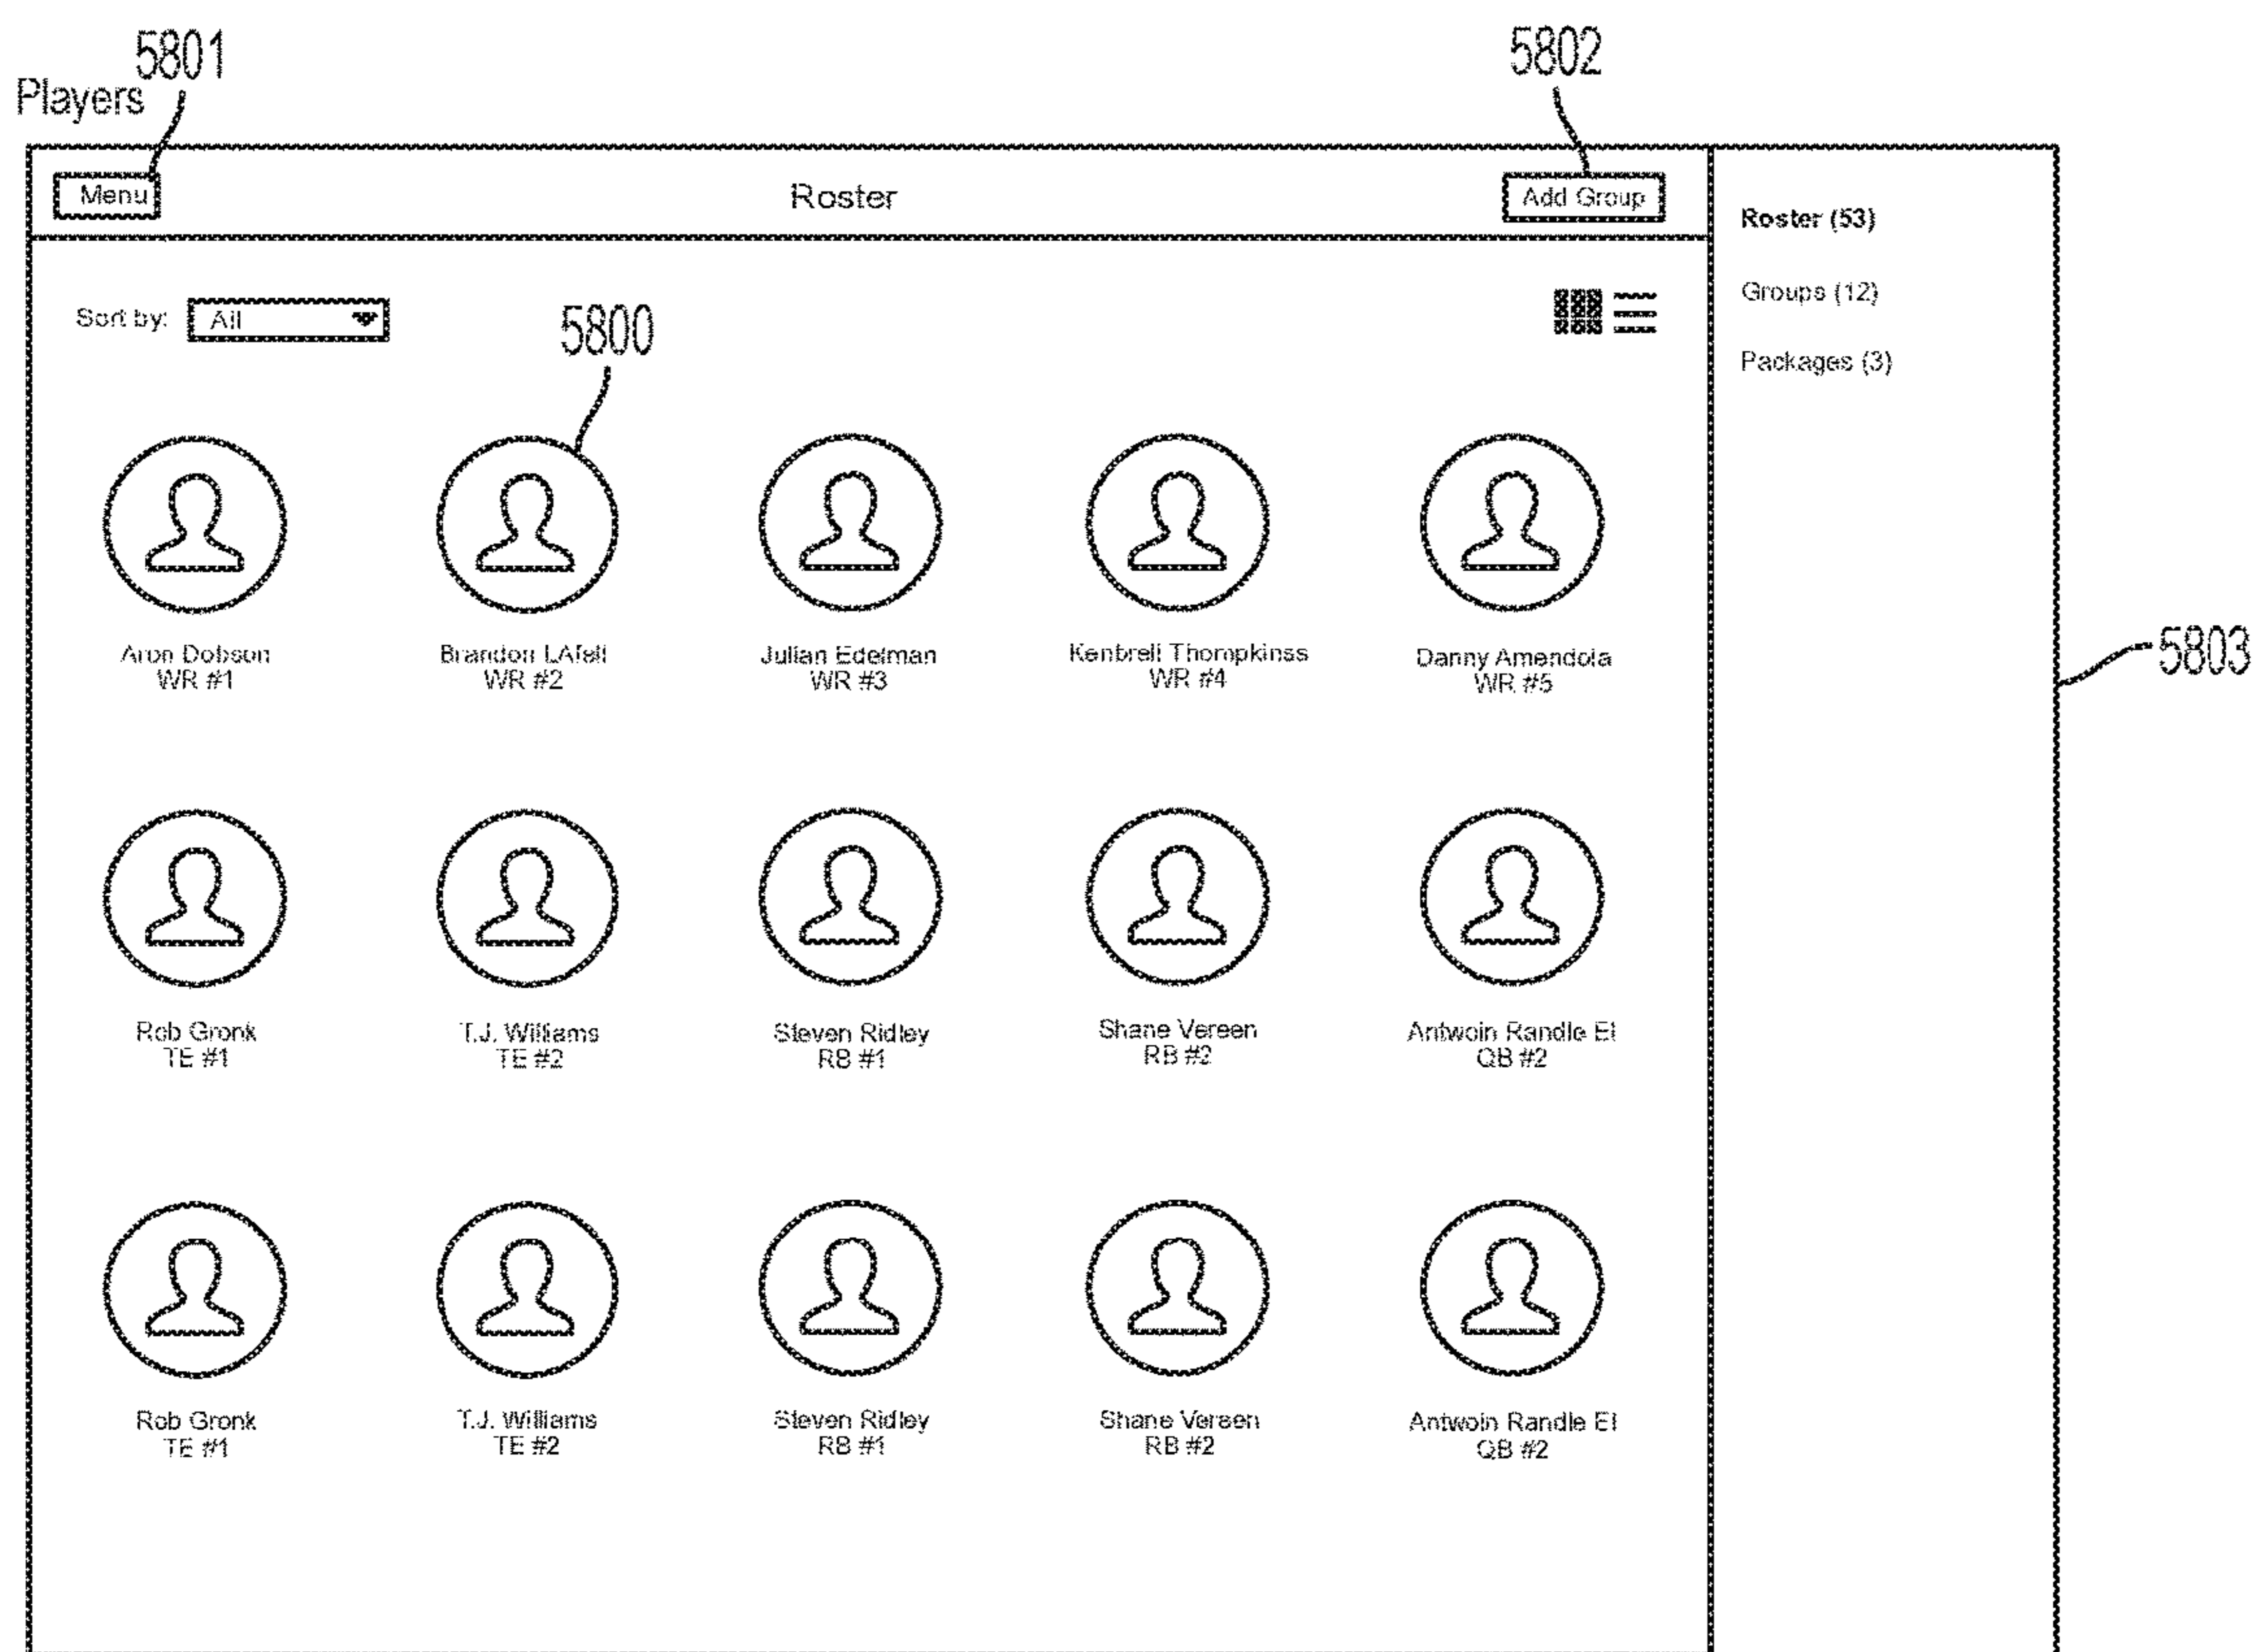 5801
5802
Players
Menu
Roster
Add Group
Roster (53)
Groups (12)
Packages (3)
Sort by:
All
5800
Aron Dobson
WR #1
Brandon LAfell
WR #2
Julian Edelman
WR #3
Kenbrell Thompkinss
WR #4
Danny Amendola
WR #5
5803
Rob Gronk
TE #1
T.J. Williams
TE #2
Steven Ridley
RB #1
Shane Vereen
RB #2
Antwoin Randle El
QB #2
Rob Gronk
TE #1
T.J. Williams
TE #2
Steven Ridley
RB #1
Shane Vereen
RB #2
Antwoin Randle El
QB #2